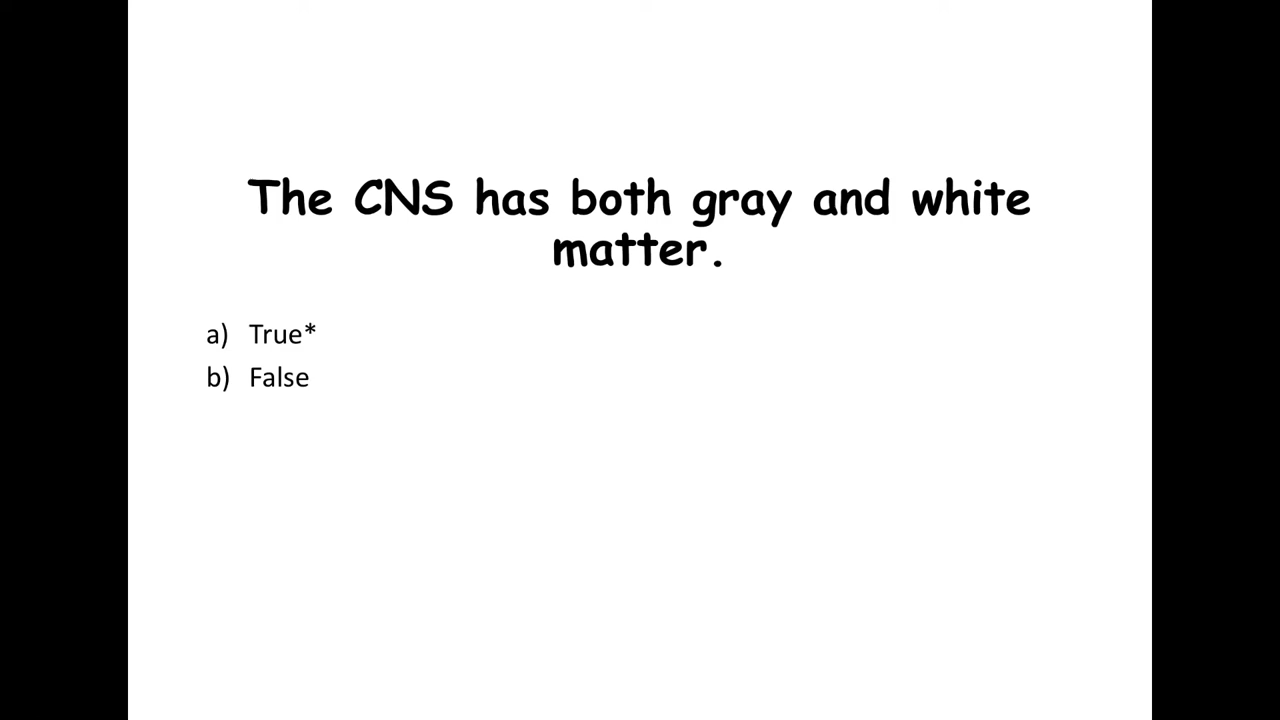 The CNS has both gray and white
matter.
a) True*
b) False